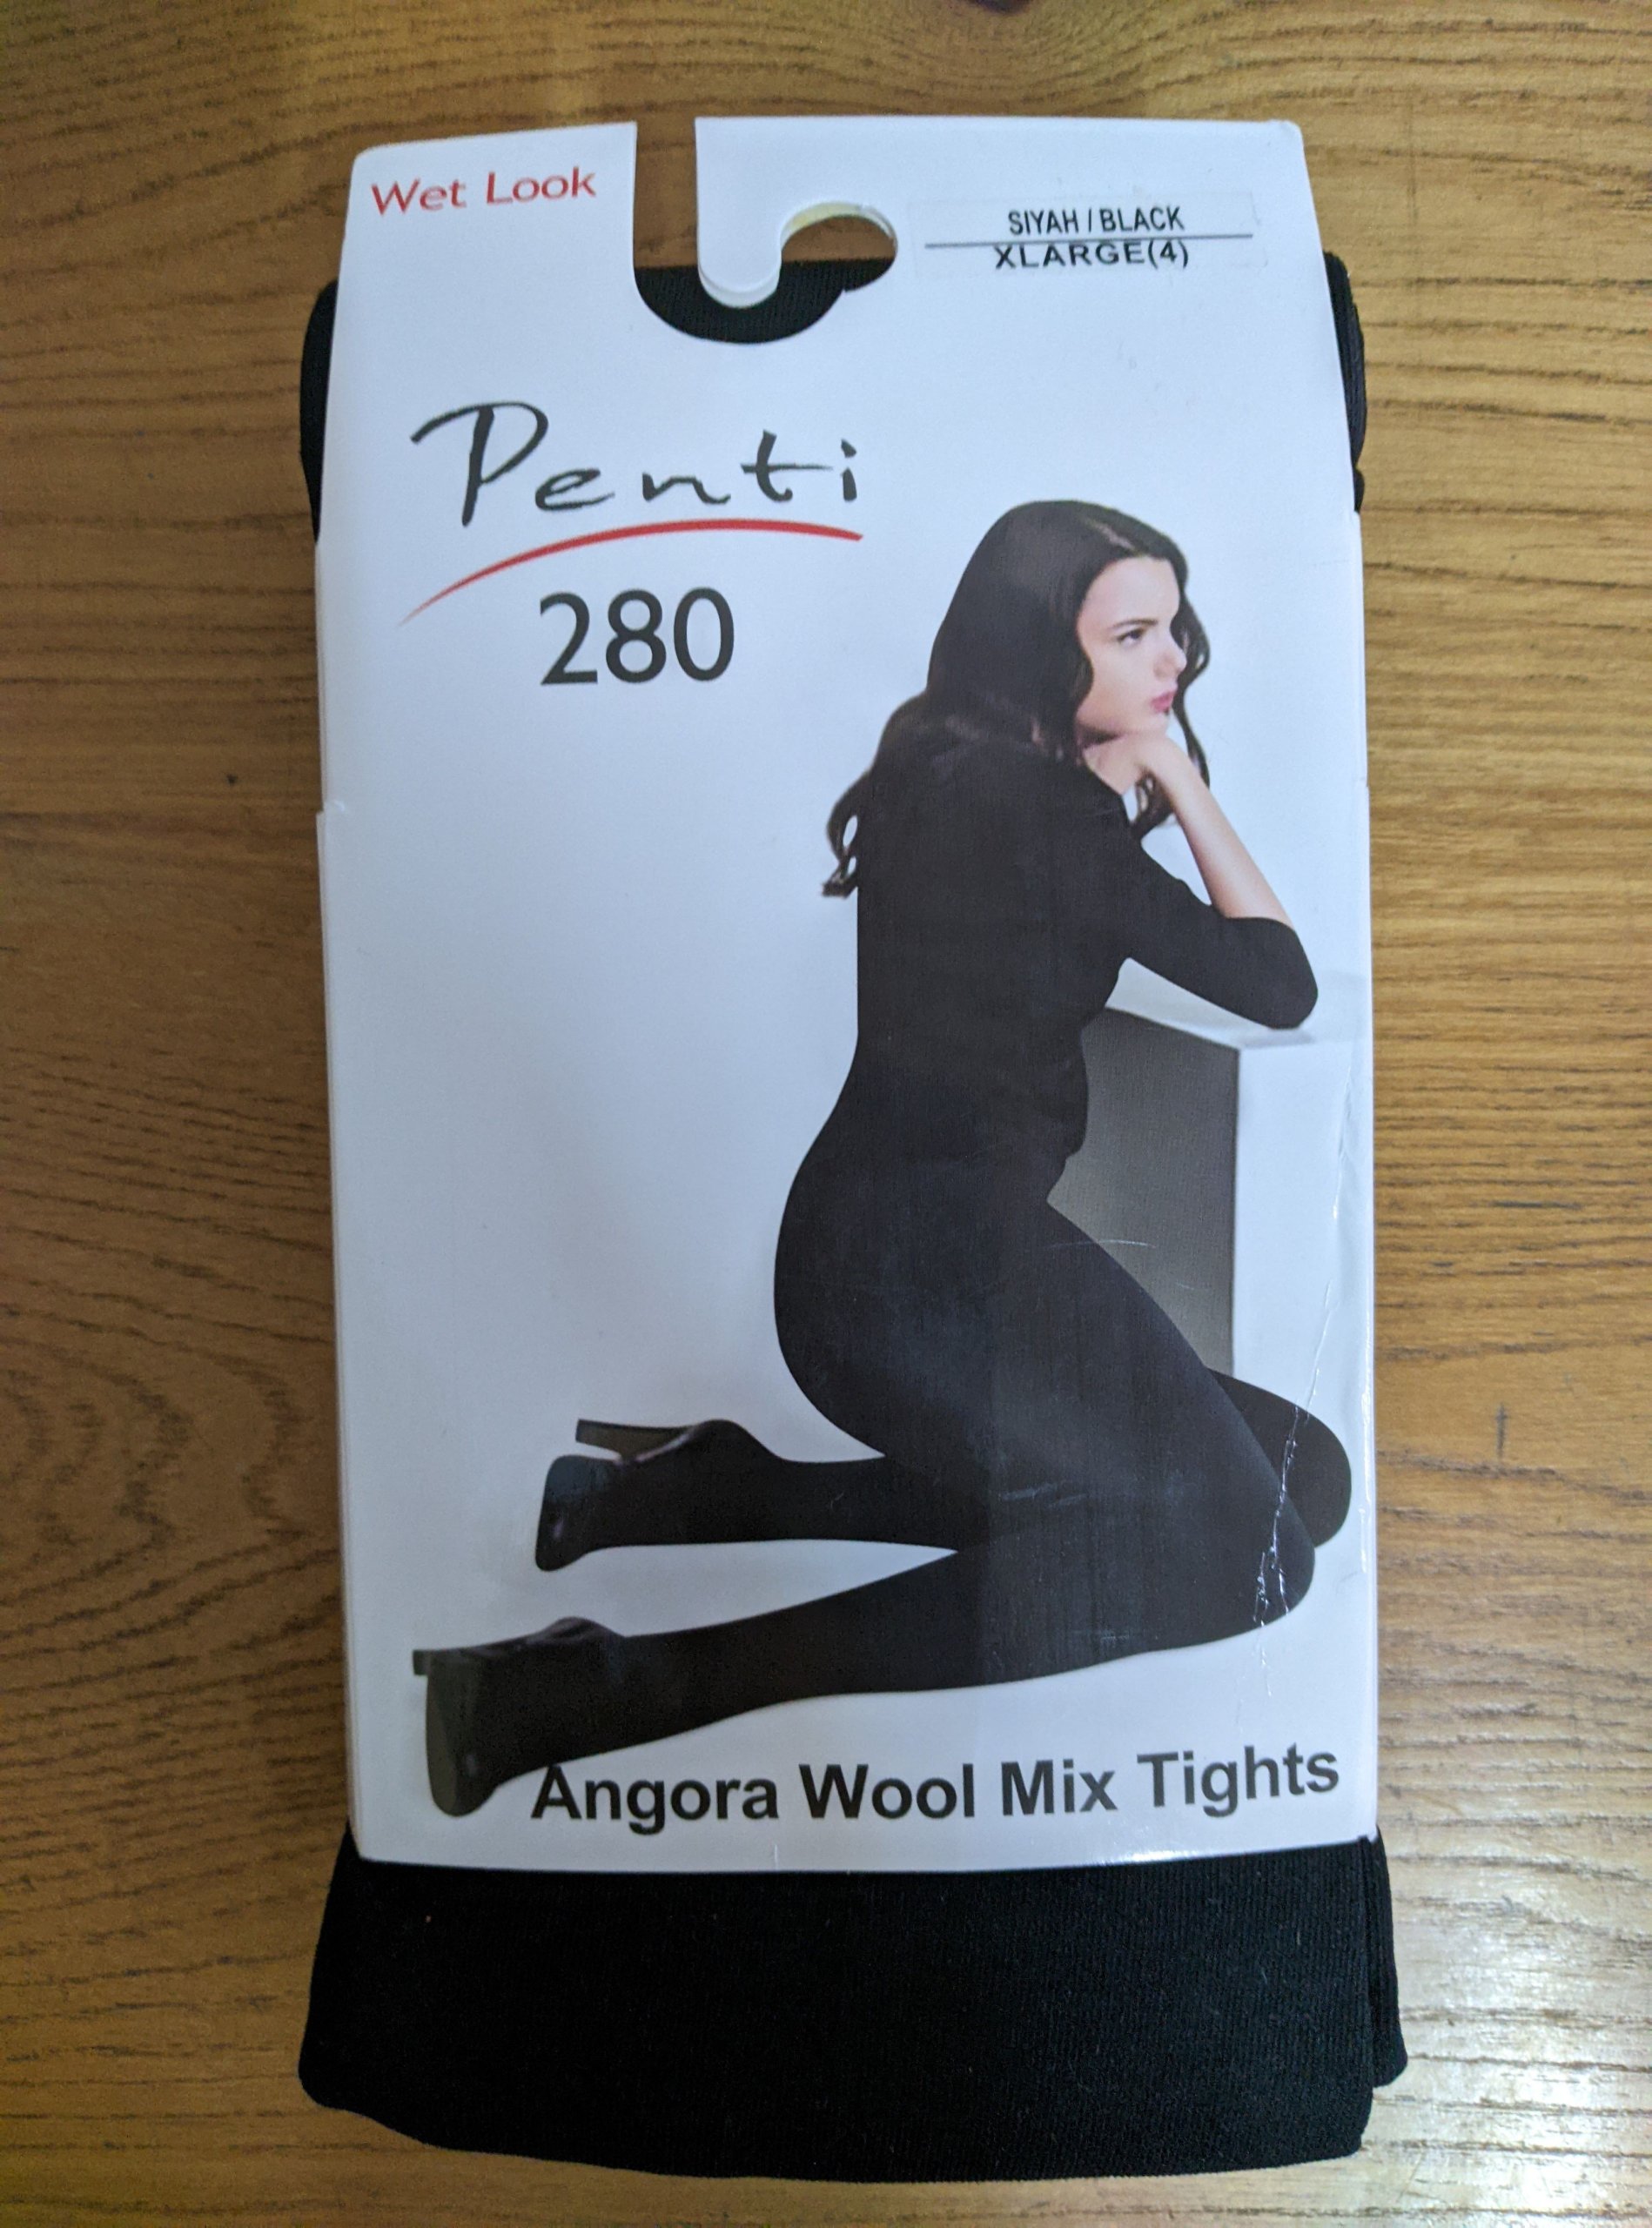 Wet Look
SIYAH / BLACK
XLARGE(4)
Penti
280
Angora Wool Mix Tights